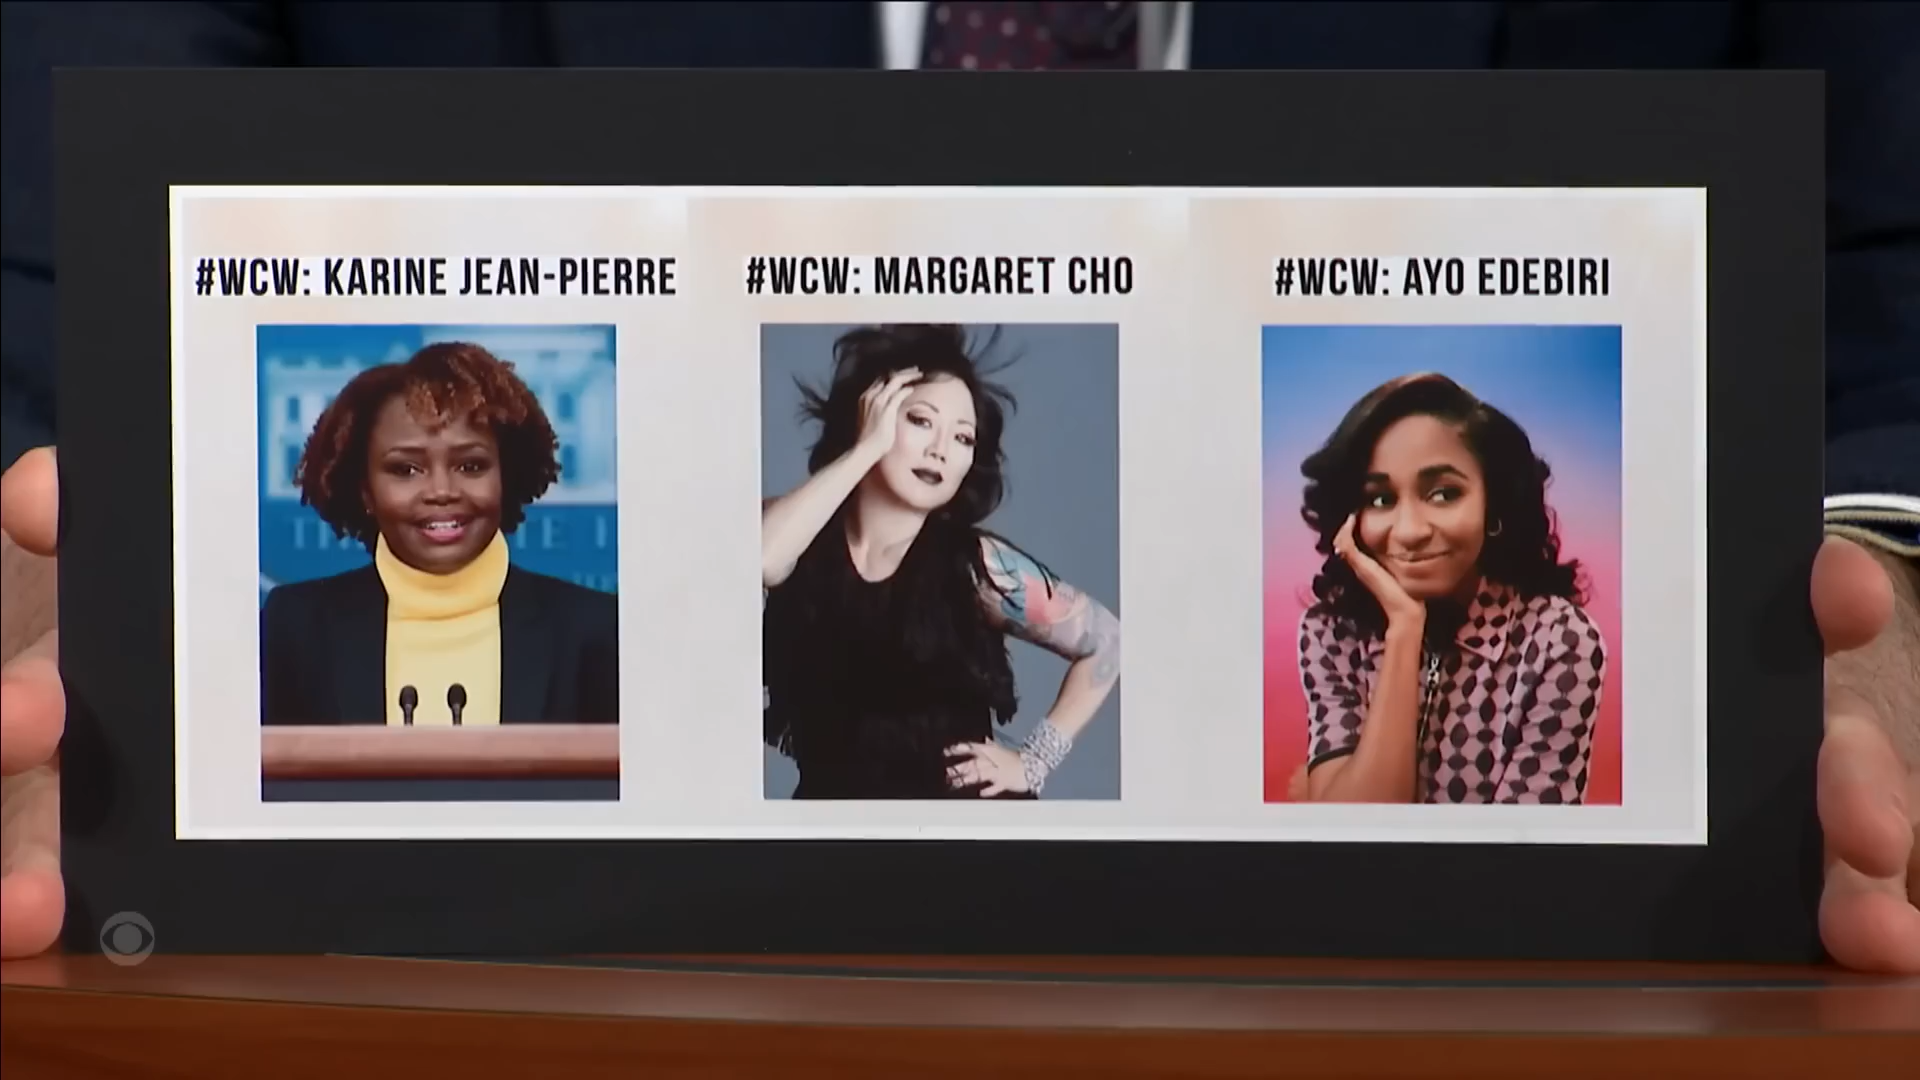 #WCW: KARINE JEAN-PIERRE
#WCW: MARGARET CHO
#WCW: AYO EDEBIRI